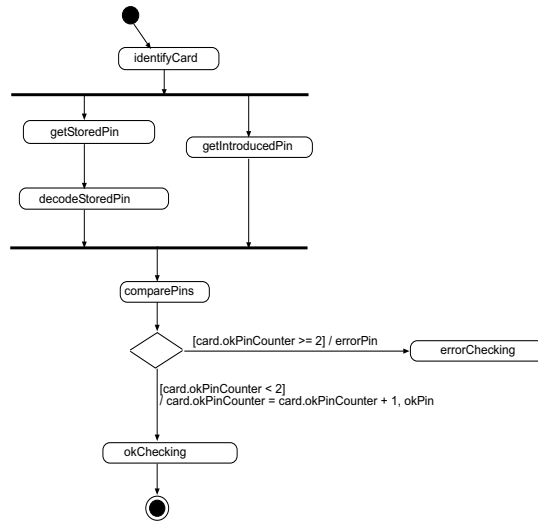 identifyCard
getStoredPin
getIntroducedPin
decodeStoredPin
comparePins
[card.okPinCounter >= 2] / errorPin
errorChecking
[card.okPinCounter < 2]
/ card.okPinCounter = card.okPinCounter + 1, okPin
okChecking